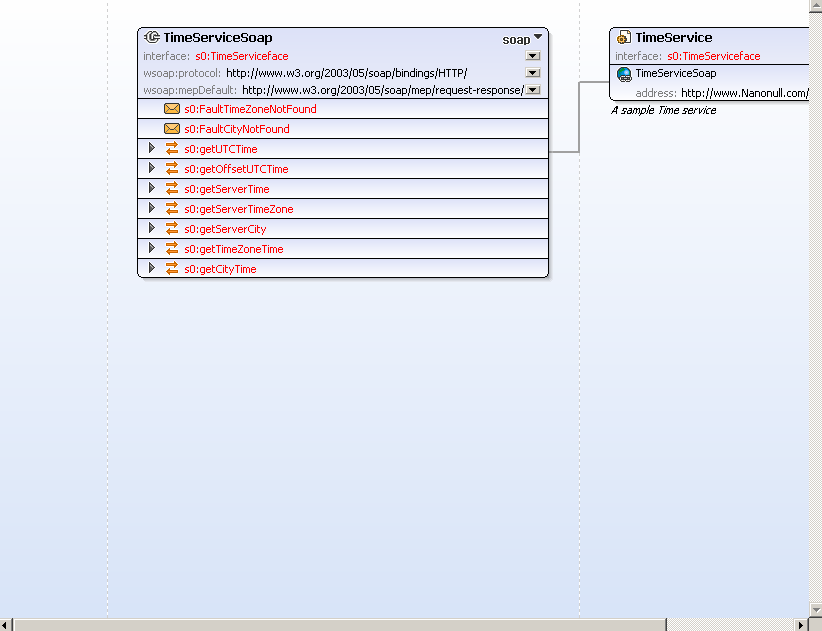 TimeServiceSoap
soap
interface: s0:TimeServiceface
wsoap:protocol: http://www.w3.org/2003/05/soap/bindings/HTTP/
wsoap:mepDefault: http://www.w3.org/2003/05/soap/mep/request-response/
s0:FaultTimeZoneNotFound
s0:FaultCityNotFound
s0:getUTCTime
s0:getOffsetUTCTime
s0:getServerTime
s0:getServerTimeZone
s0:getServerCity
s0:getTimeZoneTime
s0:getCityTime
TimeService
interface: s0:TimeServiceface
TimeServiceSoap
address: http://www.Nanonull.com/
A sample Time service